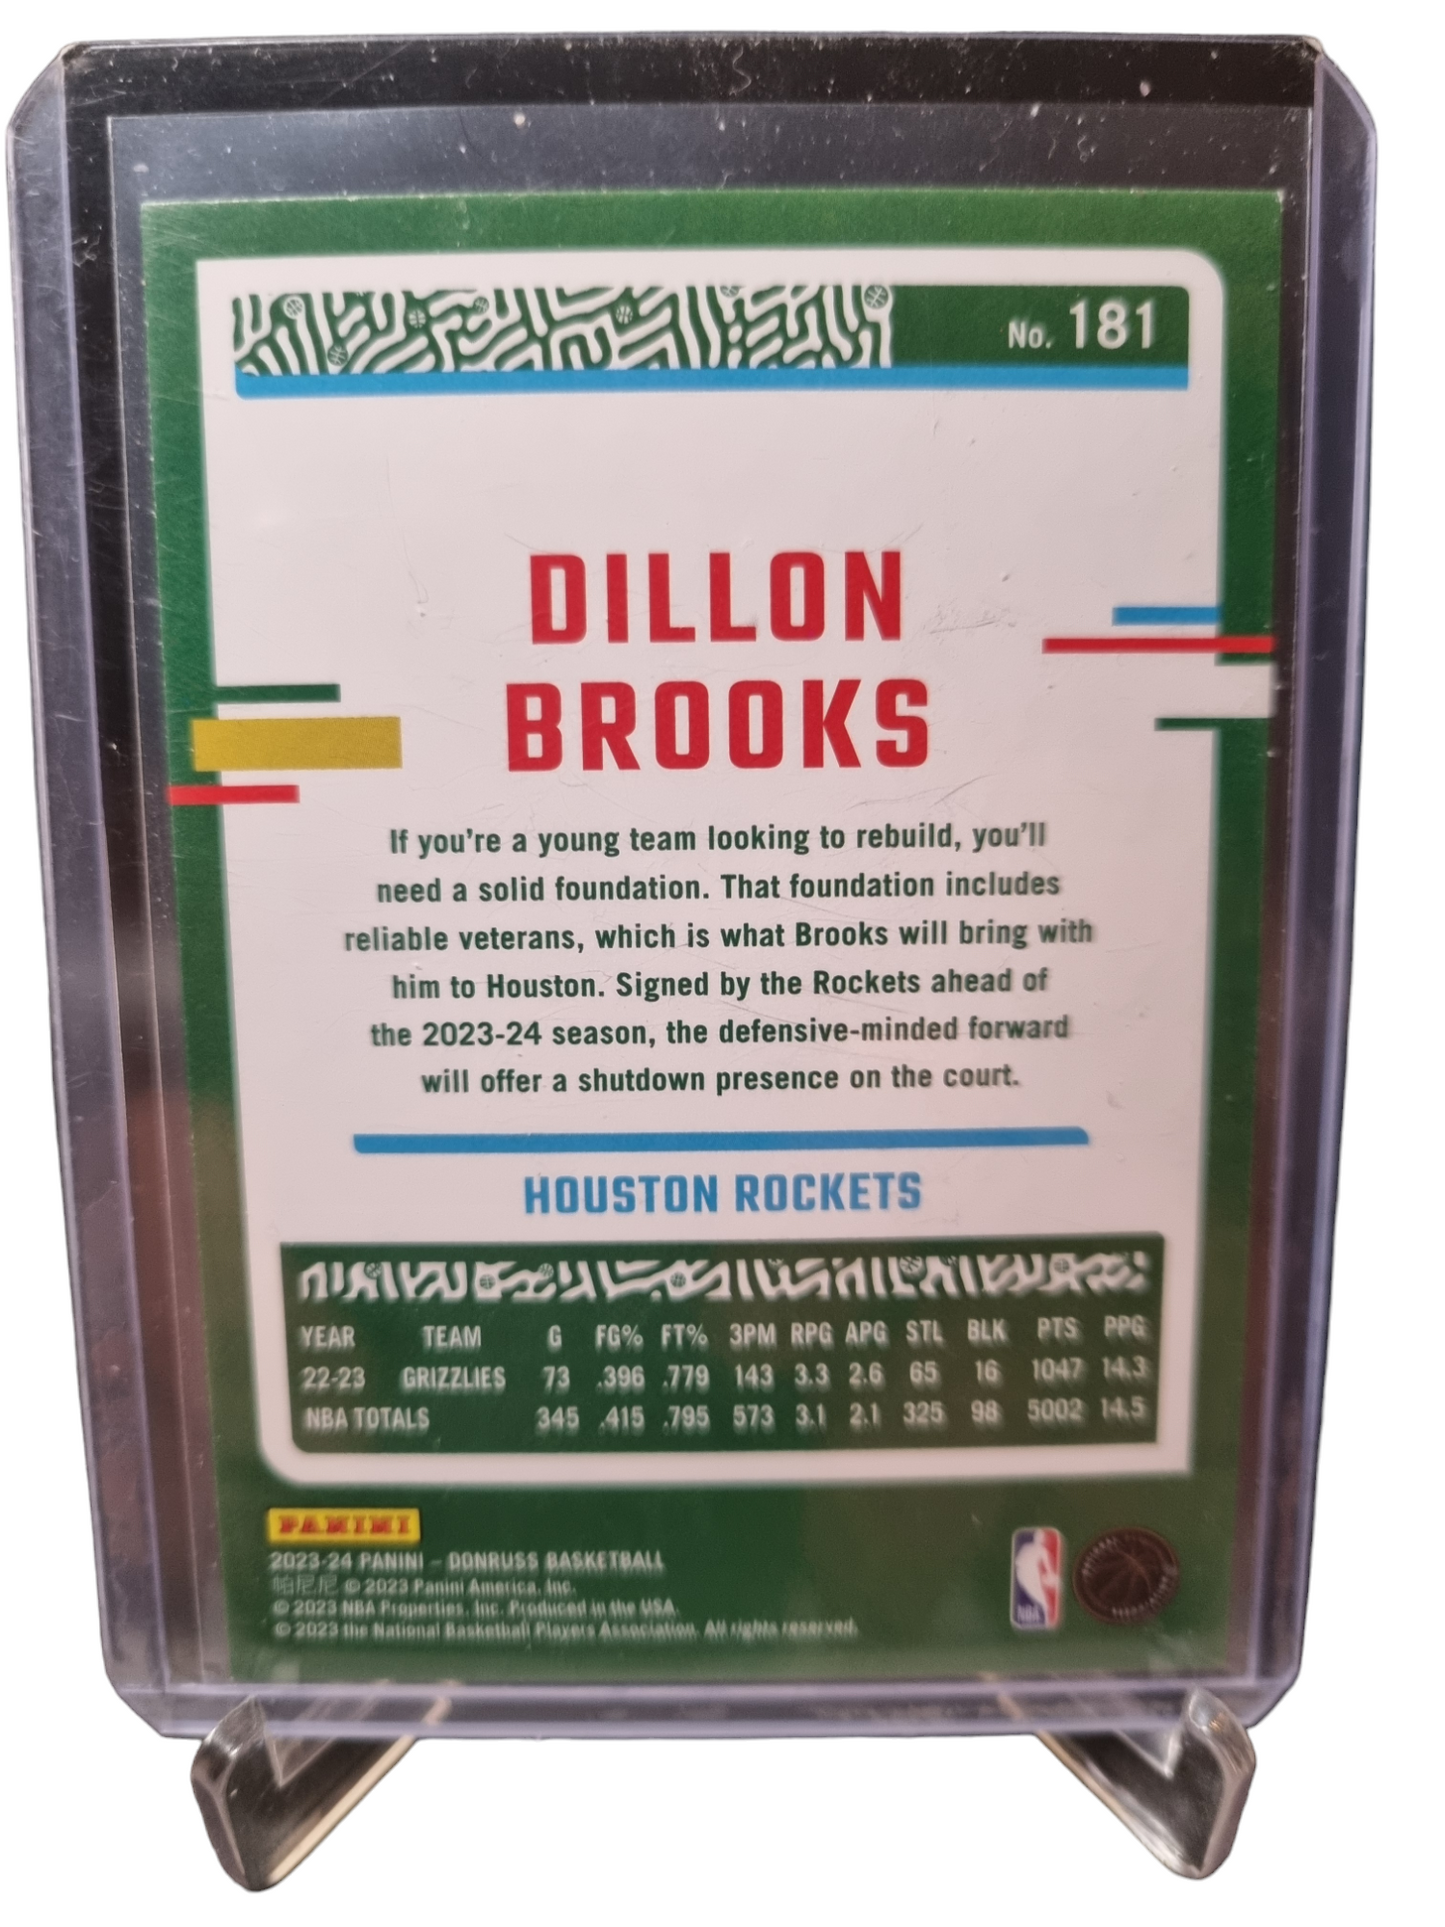 No. 181
DILLON
BROOKS
If you're a young team looking to rebuild, you'll
need a solid foundation. That foundation includes
reliable veterans, which is what Brooks will bring with
him to Houston. Signed by the Rockets ahead of
the 2023-24 season, the defensive-minded forward
will offer a shutdown presence on the court.
HOUSTON ROCKETS
YEAR TEAM G FG% FT% 3PM RPG APG STL BLK PTS PPG
22-23 GRIZZLIES 73 .396 .779 143 3.3 2.6 65 16 1047 14.3
NBA TOTALS 345 .415 .795 573 3.1 2.1 325 98 5002 14.5
PANINI
2023-24 PANINI – DONRUSS BASKETBALL
帕尼尼 © 2023 Panini America, Inc.
© 2023 NBA Properties, Inc. Produced in the USA.
© 2023 the National Basketball Players Association. All rights reserved.
NBA